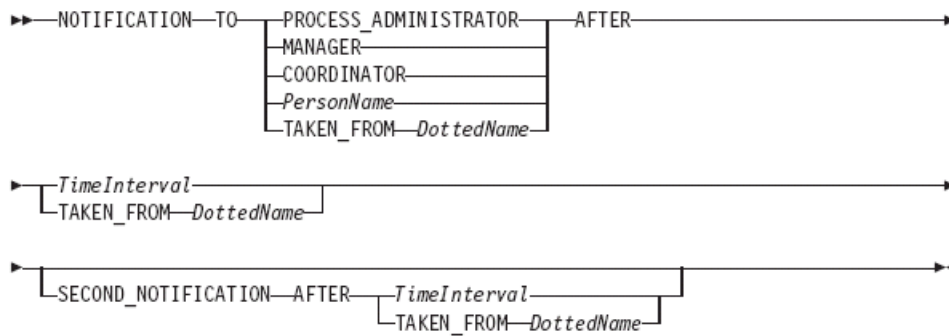 NOTIFICATION TO PROCESS_ADMINISTRATOR AFTER
MANAGER
COORDINATOR
PersonName
TAKEN_FROM DottedName
TimeInterval
TAKEN_FROM DottedName
SECOND_NOTIFICATION AFTER TimeInterval
TAKEN_FROM DottedName